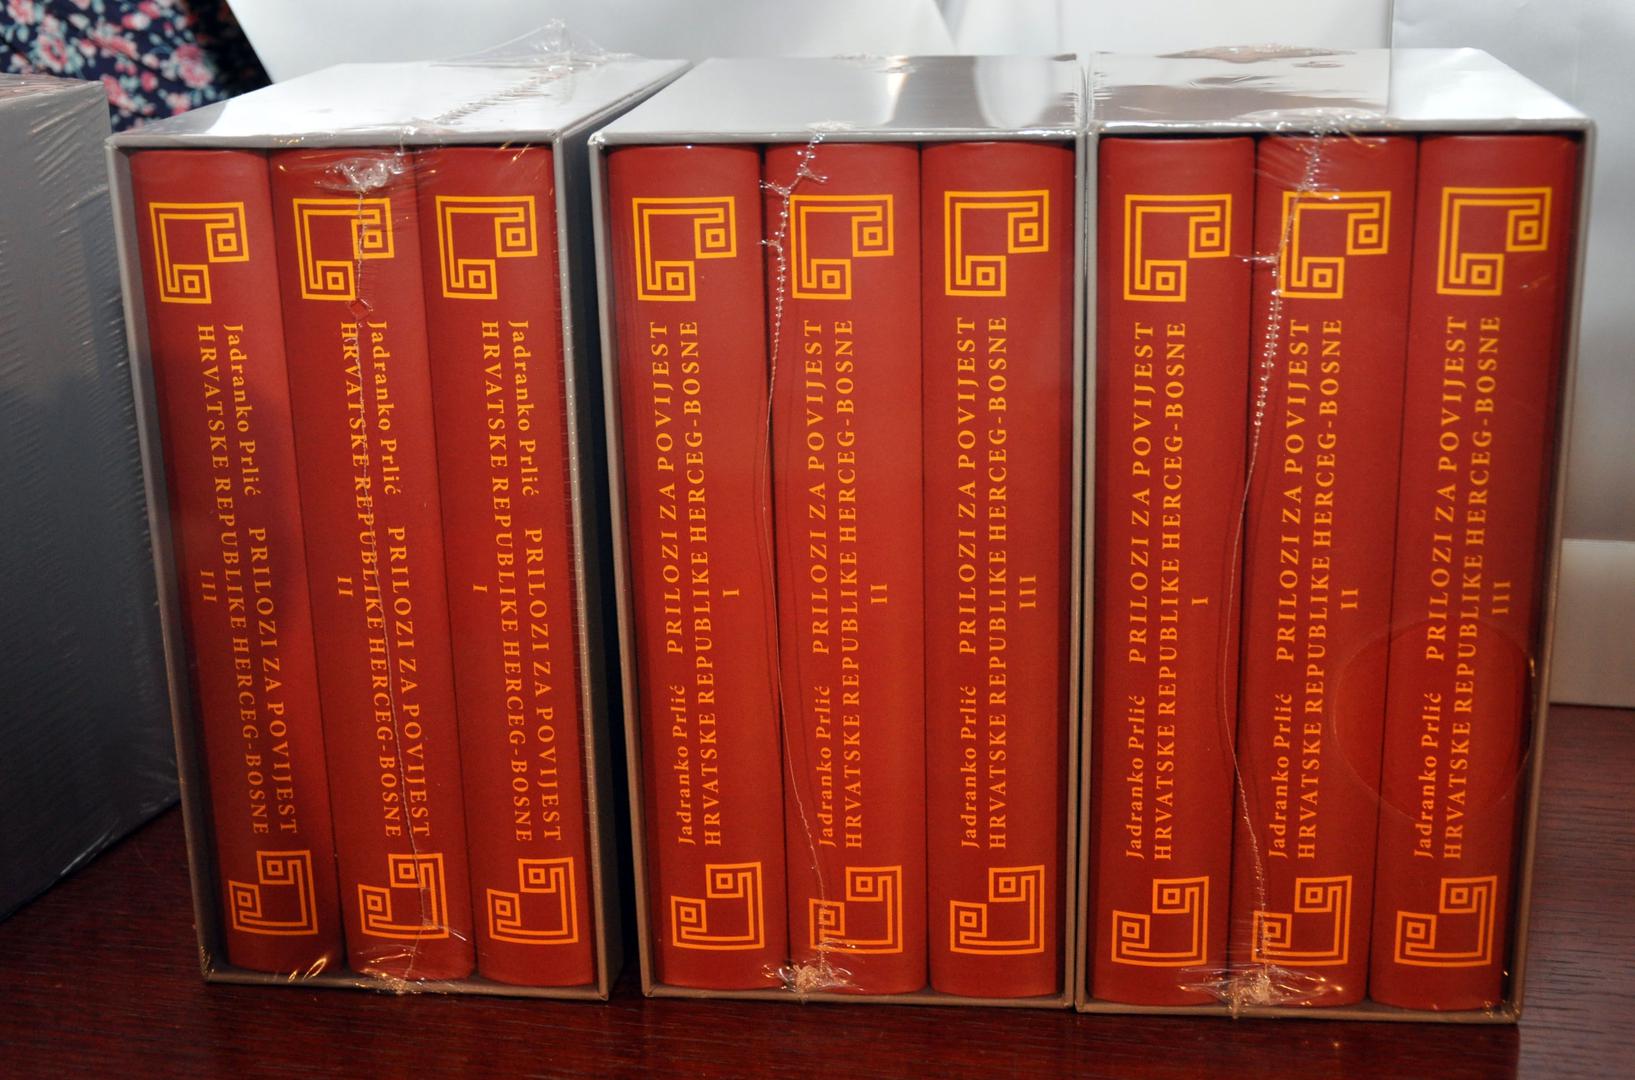 Jadranko Prlić PRILOZI ZA POVIJEST
HRVATSKE REPUBLIKE HERCEG-BOSNE
III
Jadranko Prlić PRILOZI ZA POVIJEST
HRVATSKE REPUBLIKE HERCEG-BOSNE
II
Jadranko Prlić PRILOZI ZA POVIJEST
HRVATSKE REPUBLIKE HERCEG-BOSNE
I
Jadranko Prlić PRILOZI ZA POVIJEST
HRVATSKE REPUBLIKE HERCEG-BOSNE
I
Jadranko Prlić PRILOZI ZA POVIJEST
HRVATSKE REPUBLIKE HERCEG-BOSNE
II
Jadranko Prlić PRILOZI ZA POVIJEST
HRVATSKE REPUBLIKE HERCEG-BOSNE
III
Jadranko Prlić PRILOZI ZA POVIJEST
HRVATSKE REPUBLIKE HERCEG-BOSNE
I
Jadranko Prlić PRILOZI ZA POVIJEST
HRVATSKE REPUBLIKE HERCEG-BOSNE
II
Jadranko Prlić PRILOZI ZA POVIJEST
HRVATSKE REPUBLIKE HERCEG-BOSNE
III